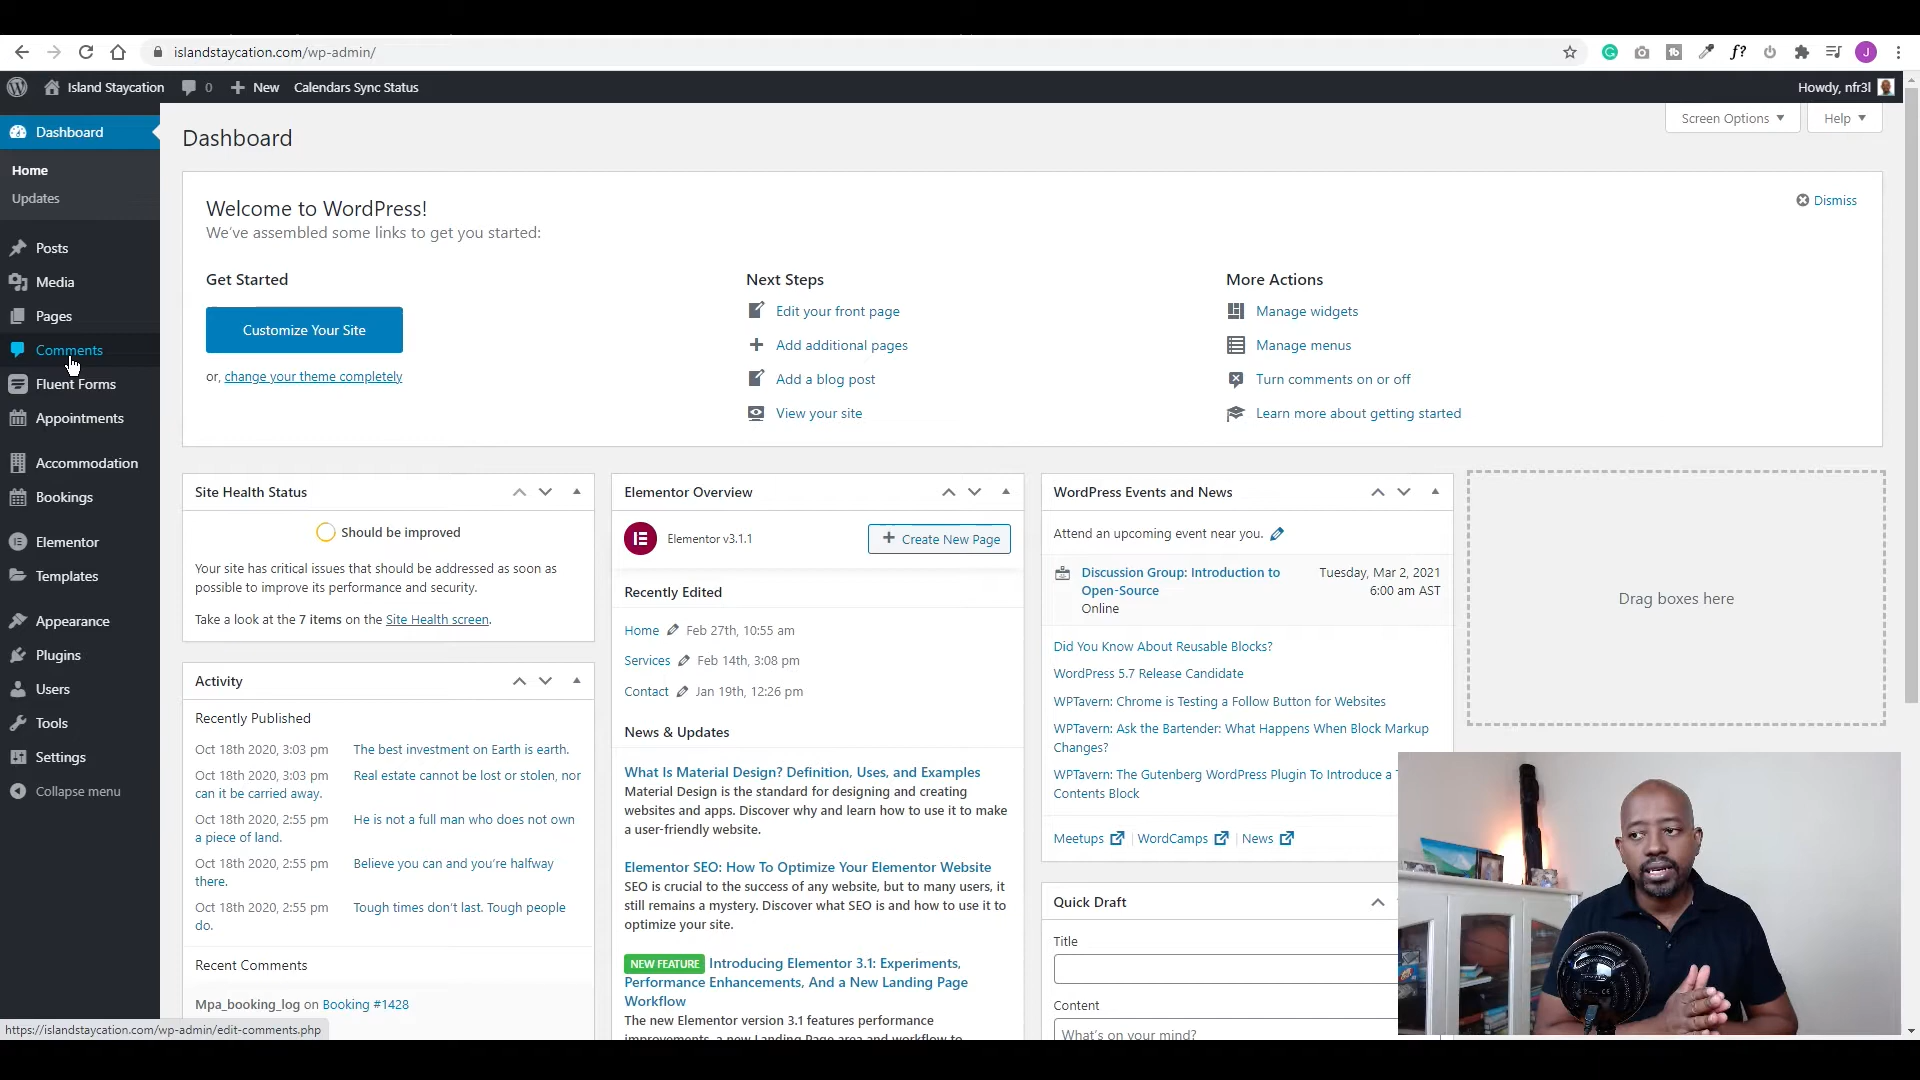 islandstaycation.com/wp-admin/
f?
J
Island Staycation
0
New
Calendars Sync Status
Howdy, nfr3l
Dashboard
Home
Updates
Posts
Media
Pages
Comments
Fluent Forms
Appointments
Accommodation
Bookings
Elementor
Templates
Appearance
Plugins
Users
Tools
Settings
Collapse menu
Dashboard
Screen Options
Help
Welcome to WordPress!
We've assembled some links to get you started:
Dismiss
Get Started
Customize Your Site
or, change your theme completely
Next Steps
Edit your front page
Add additional pages
Add a blog post
View your site
More Actions
Manage widgets
Manage menus
Turn comments on or off
Learn more about getting started
Site Health Status
Should be improved
Your site has critical issues that should be addressed as soon as
possible to improve its performance and security.
Take a look at the 7 items on the Site Health screen.
Activity
Recently Published
Oct 18th 2020, 3:03 pm The best investment on Earth is earth.
Oct 18th 2020, 3:03 pm Real estate cannot be lost or stolen, nor
can it be carried away.
Oct 18th 2020, 2:55 pm He is not a full man who does not own
a piece of land.
Oct 18th 2020, 2:55 pm Believe you can and you're halfway
there.
Oct 18th 2020, 2:55 pm Tough times don't last. Tough people
do.
Recent Comments
Mpa_booking_log on Booking #1428
Elementor Overview
Elementor v3.1.1
Create New Page
Recently Edited
Home Feb 27th, 10:55 am
Services Feb 14th, 3:08 pm
Contact Jan 19th, 12:26 pm
News & Updates
What Is Material Design? Definition, Uses, and Examples
Material Design is the standard for designing and creating
websites and apps. Discover why and learn how to use it to make
a user-friendly website.
Elementor SEO: How To Optimize Your Elementor Website
SEO is crucial to the success of any website, but to many users, it
still remains a mystery. Discover what SEO is and how to use it to
optimize your site.
NEW FEATURE Introducing Elementor 3.1: Experiments,
Performance Enhancements, And a New Landing Page
Workflow
The new Elementor version 3.1 features performance
improvements, a new Landing Page area and workflow to
WordPress Events and News
Attend an upcoming event near you.
Discussion Group: Introduction to
Open-Source
Online
Tuesday, Mar 2, 2021
6:00 am AST
Did You Know About Reusable Blocks?
WordPress 5.7 Release Candidate
WPTavern: Chrome is Testing a Follow Button for Websites
WPTavern: Ask the Bartender: What Happens When Block Markup
Changes?
WPTavern: The Gutenberg WordPress Plugin To Introduce a
Contents Block
Meetups | WordCamps | News
Quick Draft
Title
Content
What's on your mind?
Drag boxes here
https://islandstaycation.com/wp-admin/edit-comments.php